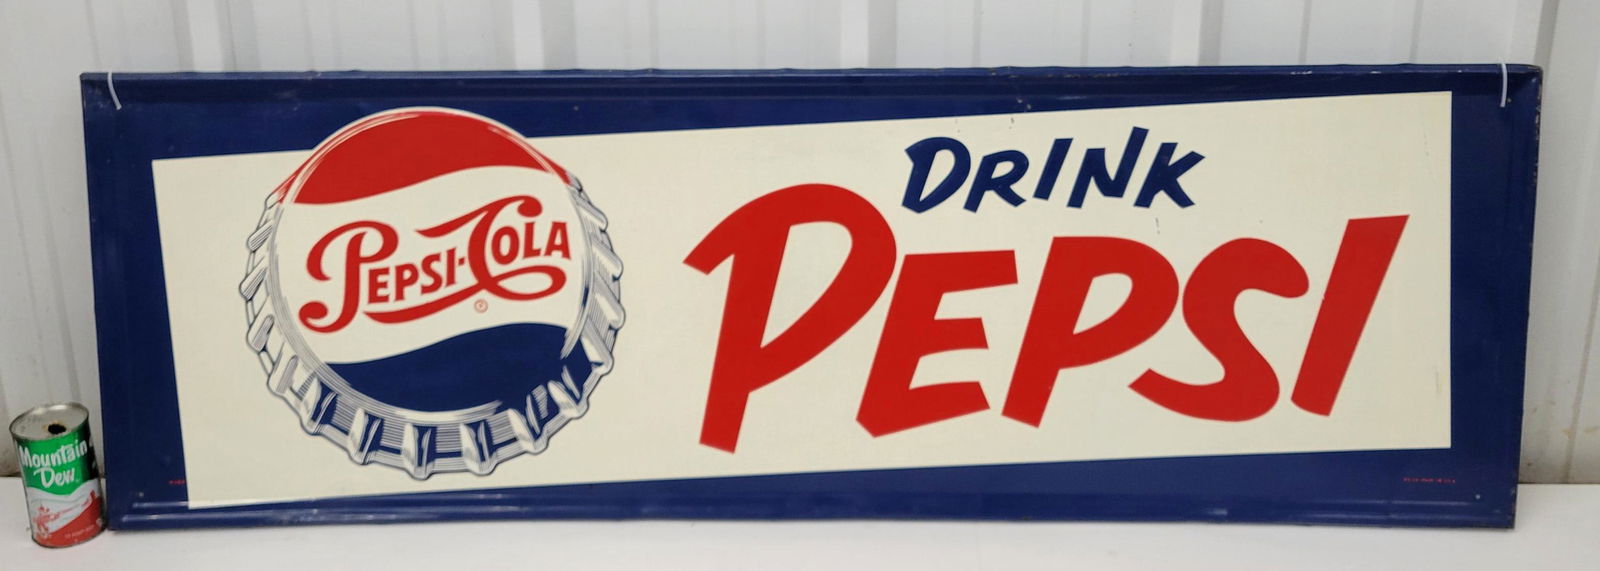 DRINK
PEPSI
PEPSI-COLA
®
Mountain
Dew